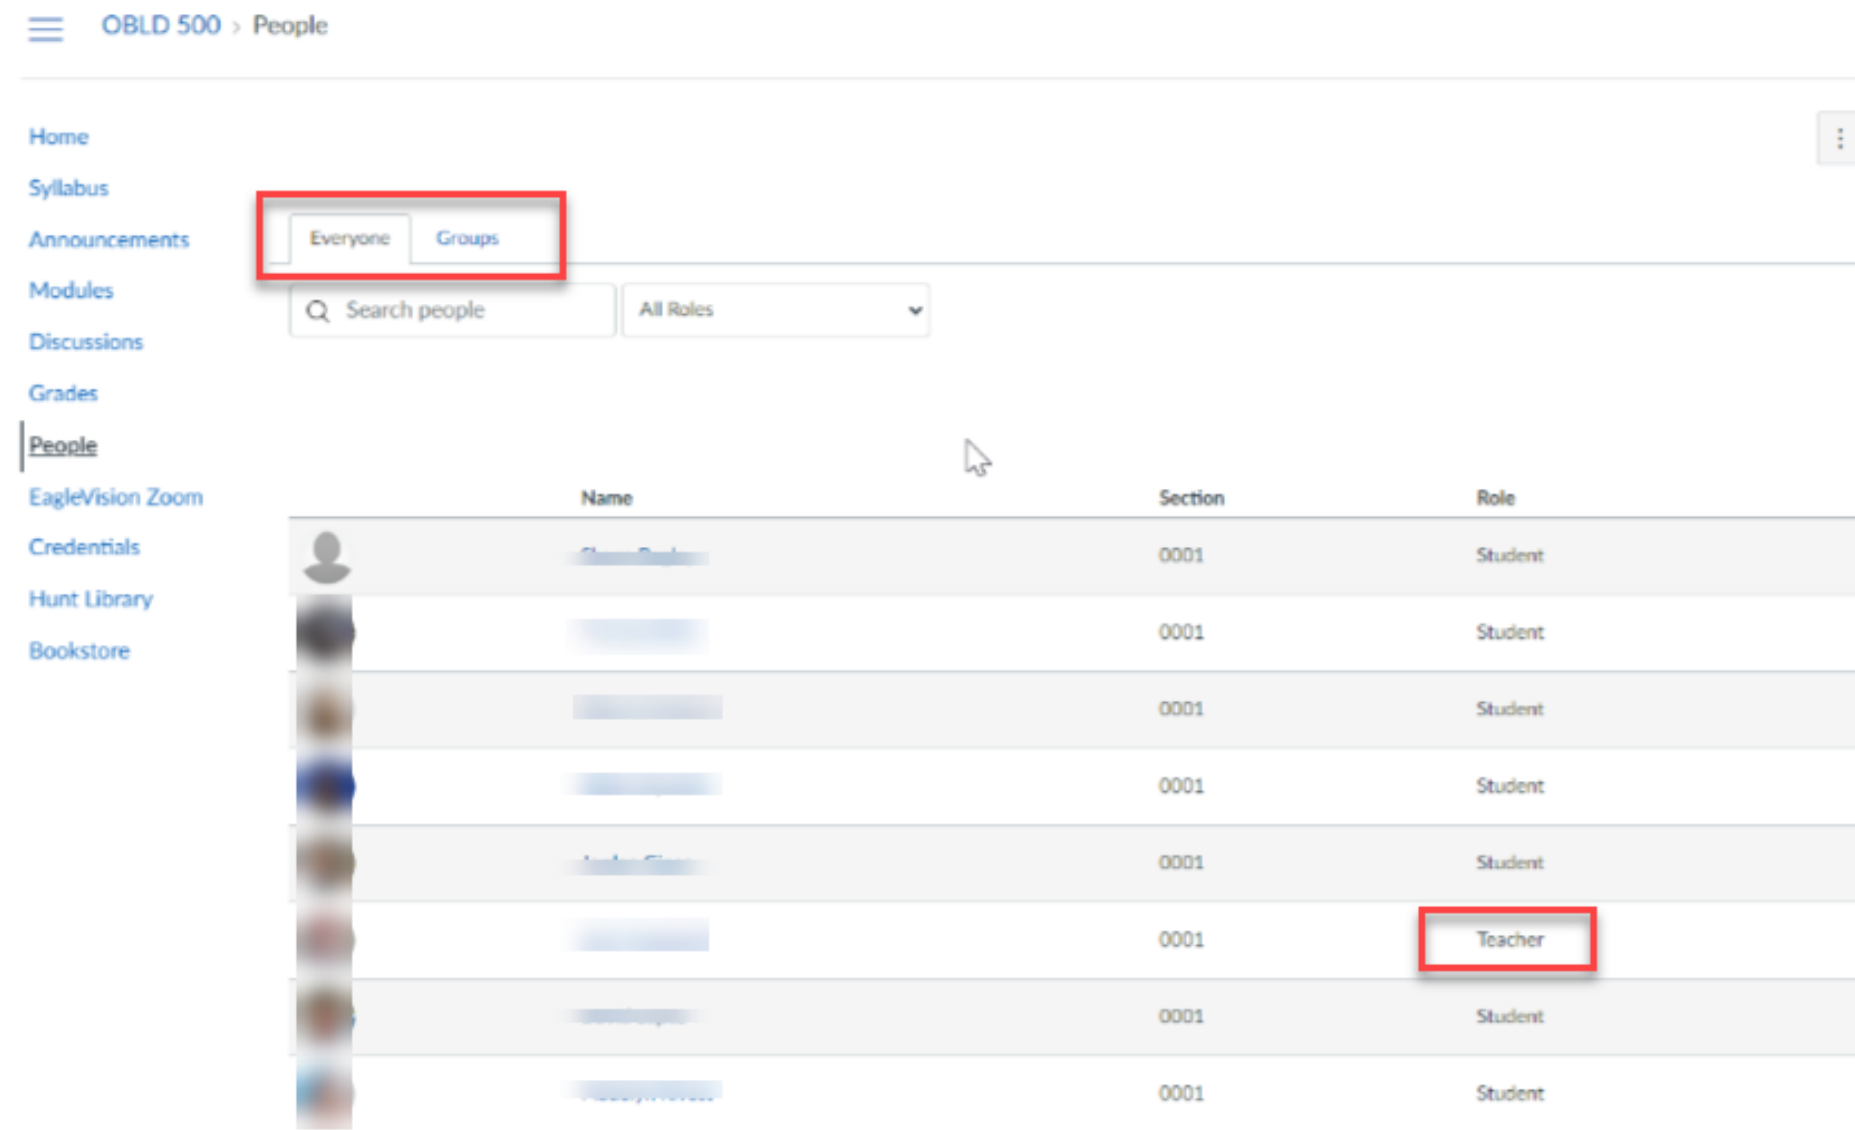 OBLD 500 > People
Home
Syllabus
Announcements
Modules
Discussions
Grades
People
EagleVision Zoom
Credentials
Hunt Library
Bookstore
Everyone Groups
Search people All Roles
Name Section Role
0001 Student
0001 Student
0001 Student
0001 Student
0001 Student
0001 Teacher
0001 Student
0001 Student